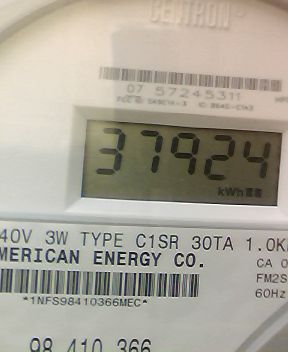 CENTRON®
07 57245311
37924
kWh
40V 3W TYPE C1SR 30TA 1.0K
MERICAN ENERGY CO.
CA 0
FM2S
60Hz
*1NFS98410366MEC*
98 410 366